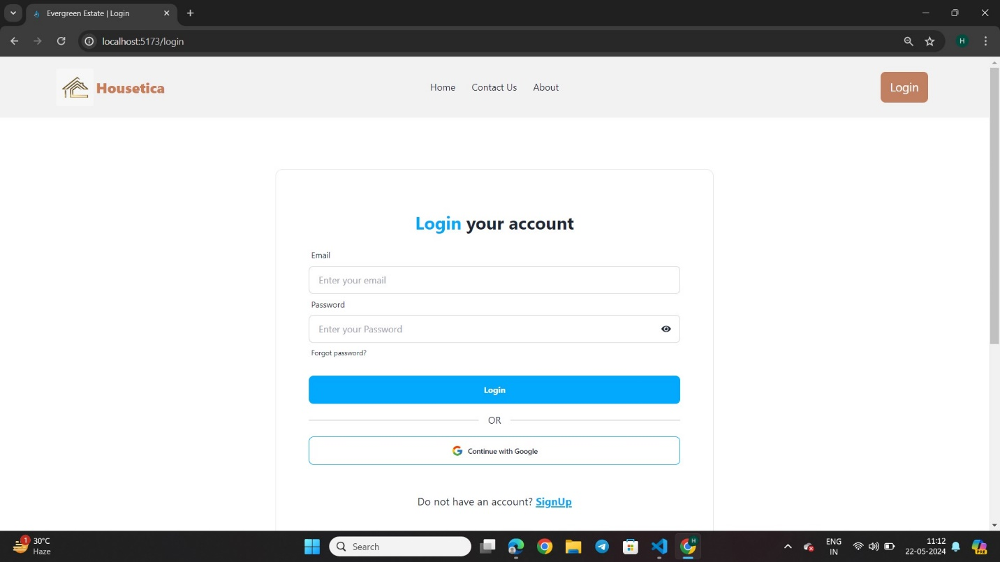 Evergreen Estate | Login
localhost:5173/login
H
Housetica
Home
Contact Us
About
Login
Login your account
Email
Enter your email
Password
Enter your Password
Forgot password?
Login
OR
G Continue with Google
Do not have an account? SignUp
1
30°C
Haze
Search
H
ENG
IN
11:12
22-05-2024
PRE